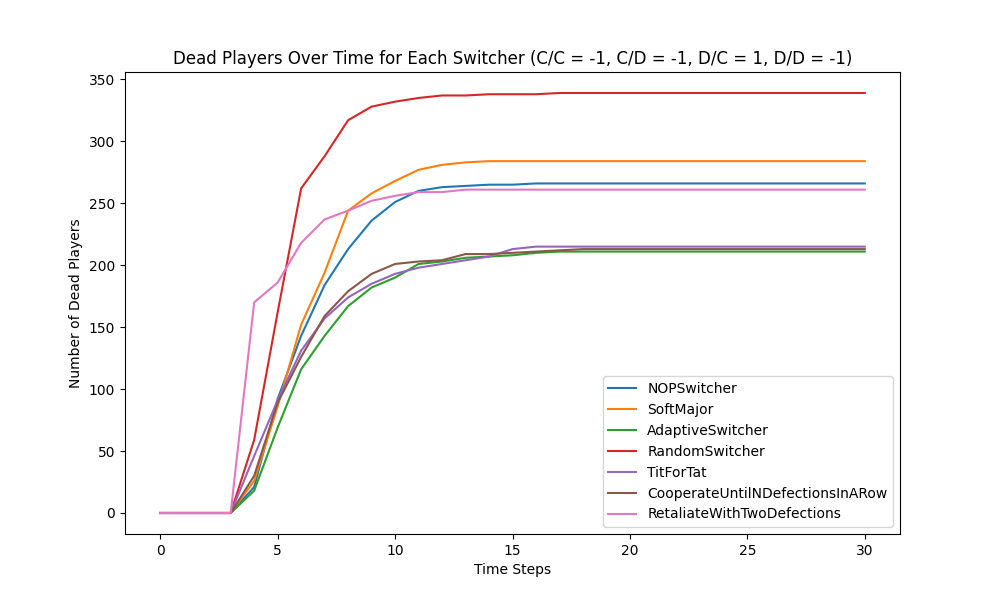 Dead Players Over Time for Each Switcher (C/C = -1, C/D = -1, D/C = 1, D/D = -1)
Number of Dead Players
350
300
250
200
150
100
50
0
0 5 10 15 20 25 30
Time Steps
NOPSwitcher
SoftMajor
AdaptiveSwitcher
RandomSwitcher
TitForTat
CooperateUntilNDefectionsInARow
RetaliateWithTwoDefections